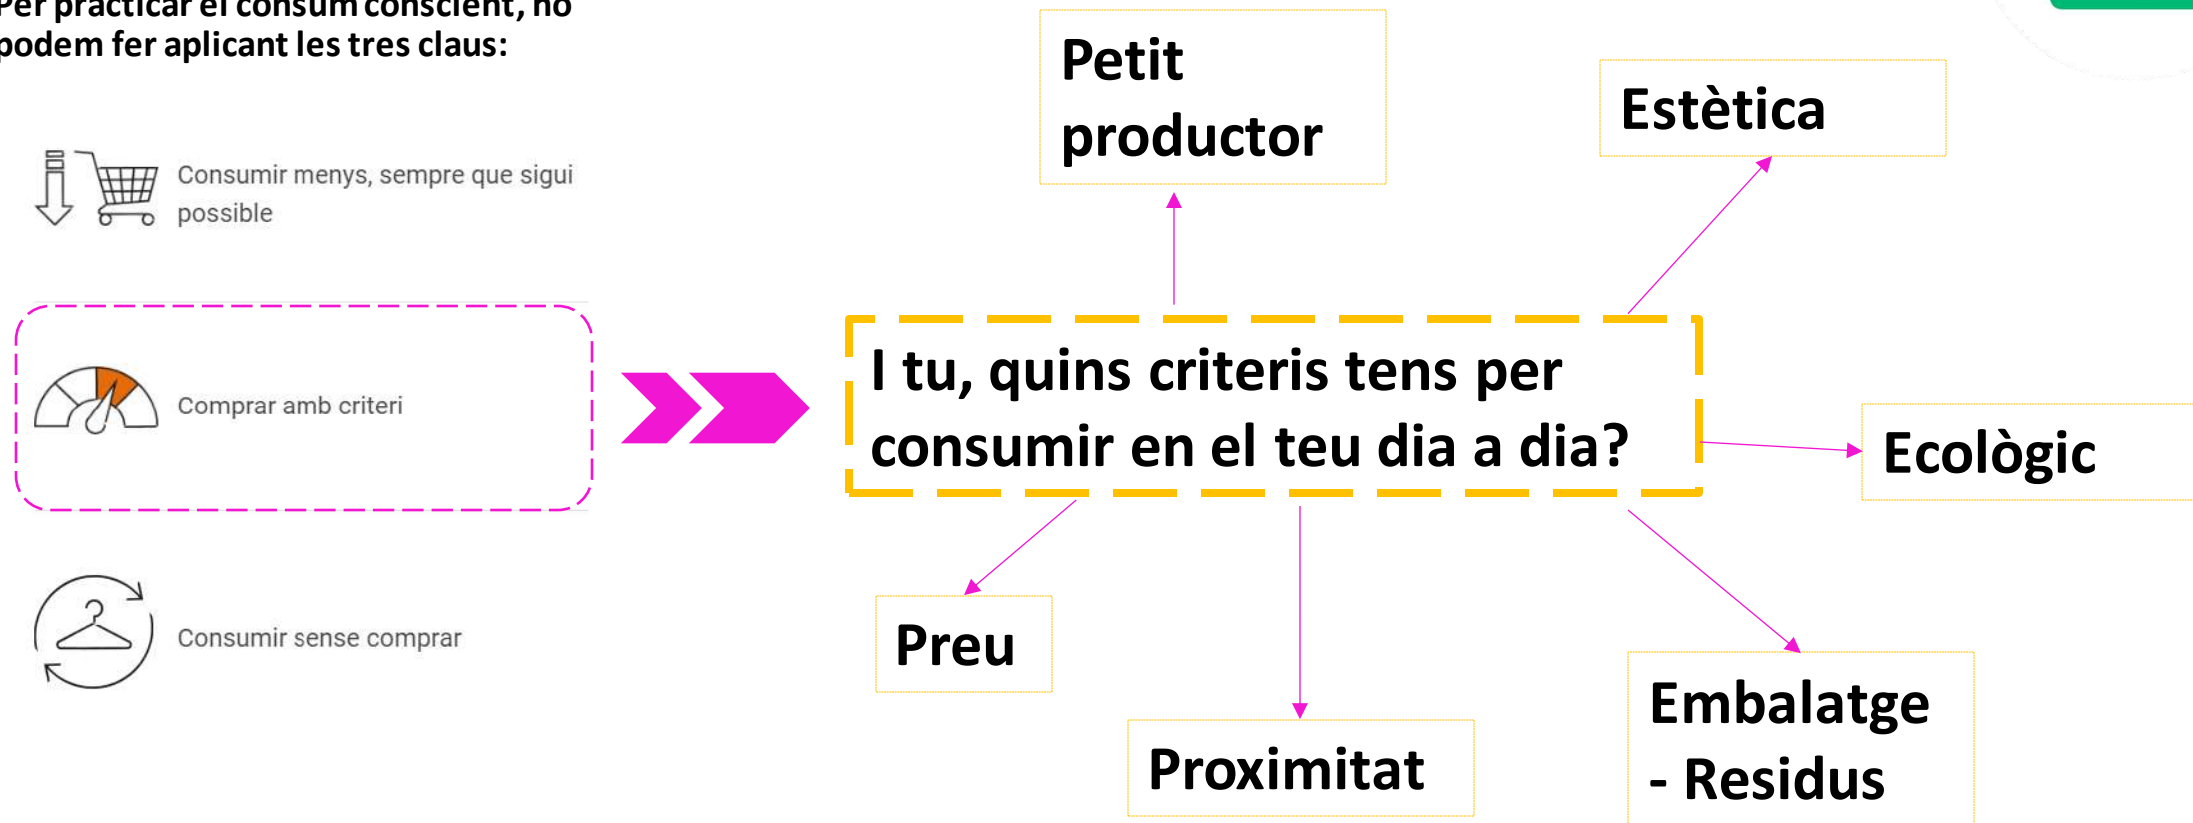 Per practicar el consum conscient, ho
podem fer aplicant les tres claus:
Consumir menys, sempre que sigui
possible
Comprar amb criteri
Consumir sense comprar
Petit
productor
Estètica
I tu, quins criteris tens per
consumir en el teu dia a dia?
Ecològic
Preu
Proximitat
Embalatge
- Residus